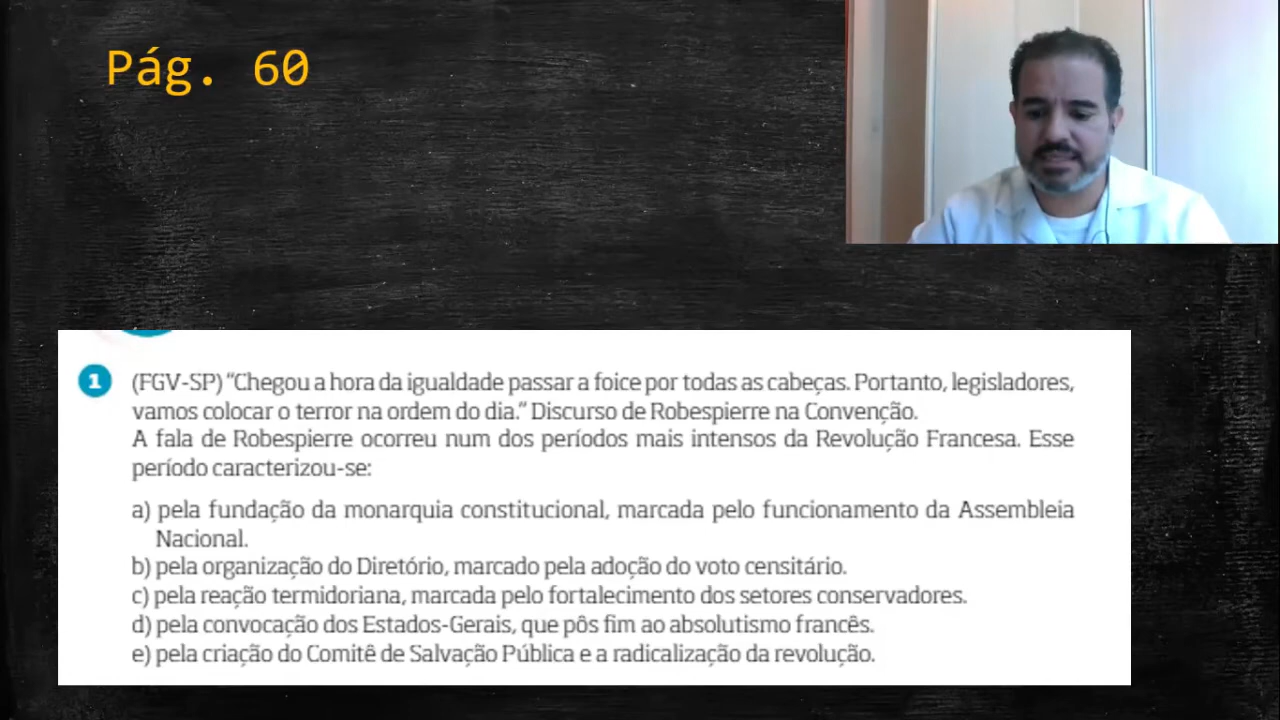 Pág. 60
1 (FGV-SP) “Chegou a hora da igualdade passar a foice por todas as cabeças. Portanto, legisladores,
vamos colocar o terror na ordem do dia.” Discurso de Robespierre na Convenção.
A fala de Robespierre ocorreu num dos períodos mais intensos da Revolução Francesa. Esse
período caracterizou-se:
a) pela fundação da monarquia constitucional, marcada pelo funcionamento da Assembleia
Nacional.
b) pela organização do Diretório, marcado pela adoção do voto censitário.
c) pela reação termidoriana, marcada pelo fortalecimento dos setores conservadores.
d) pela convocação dos Estados-Gerais, que pôs fim ao absolutismo francês.
e) pela criação do Comitê de Salvação Pública e a radicalização da revolução.